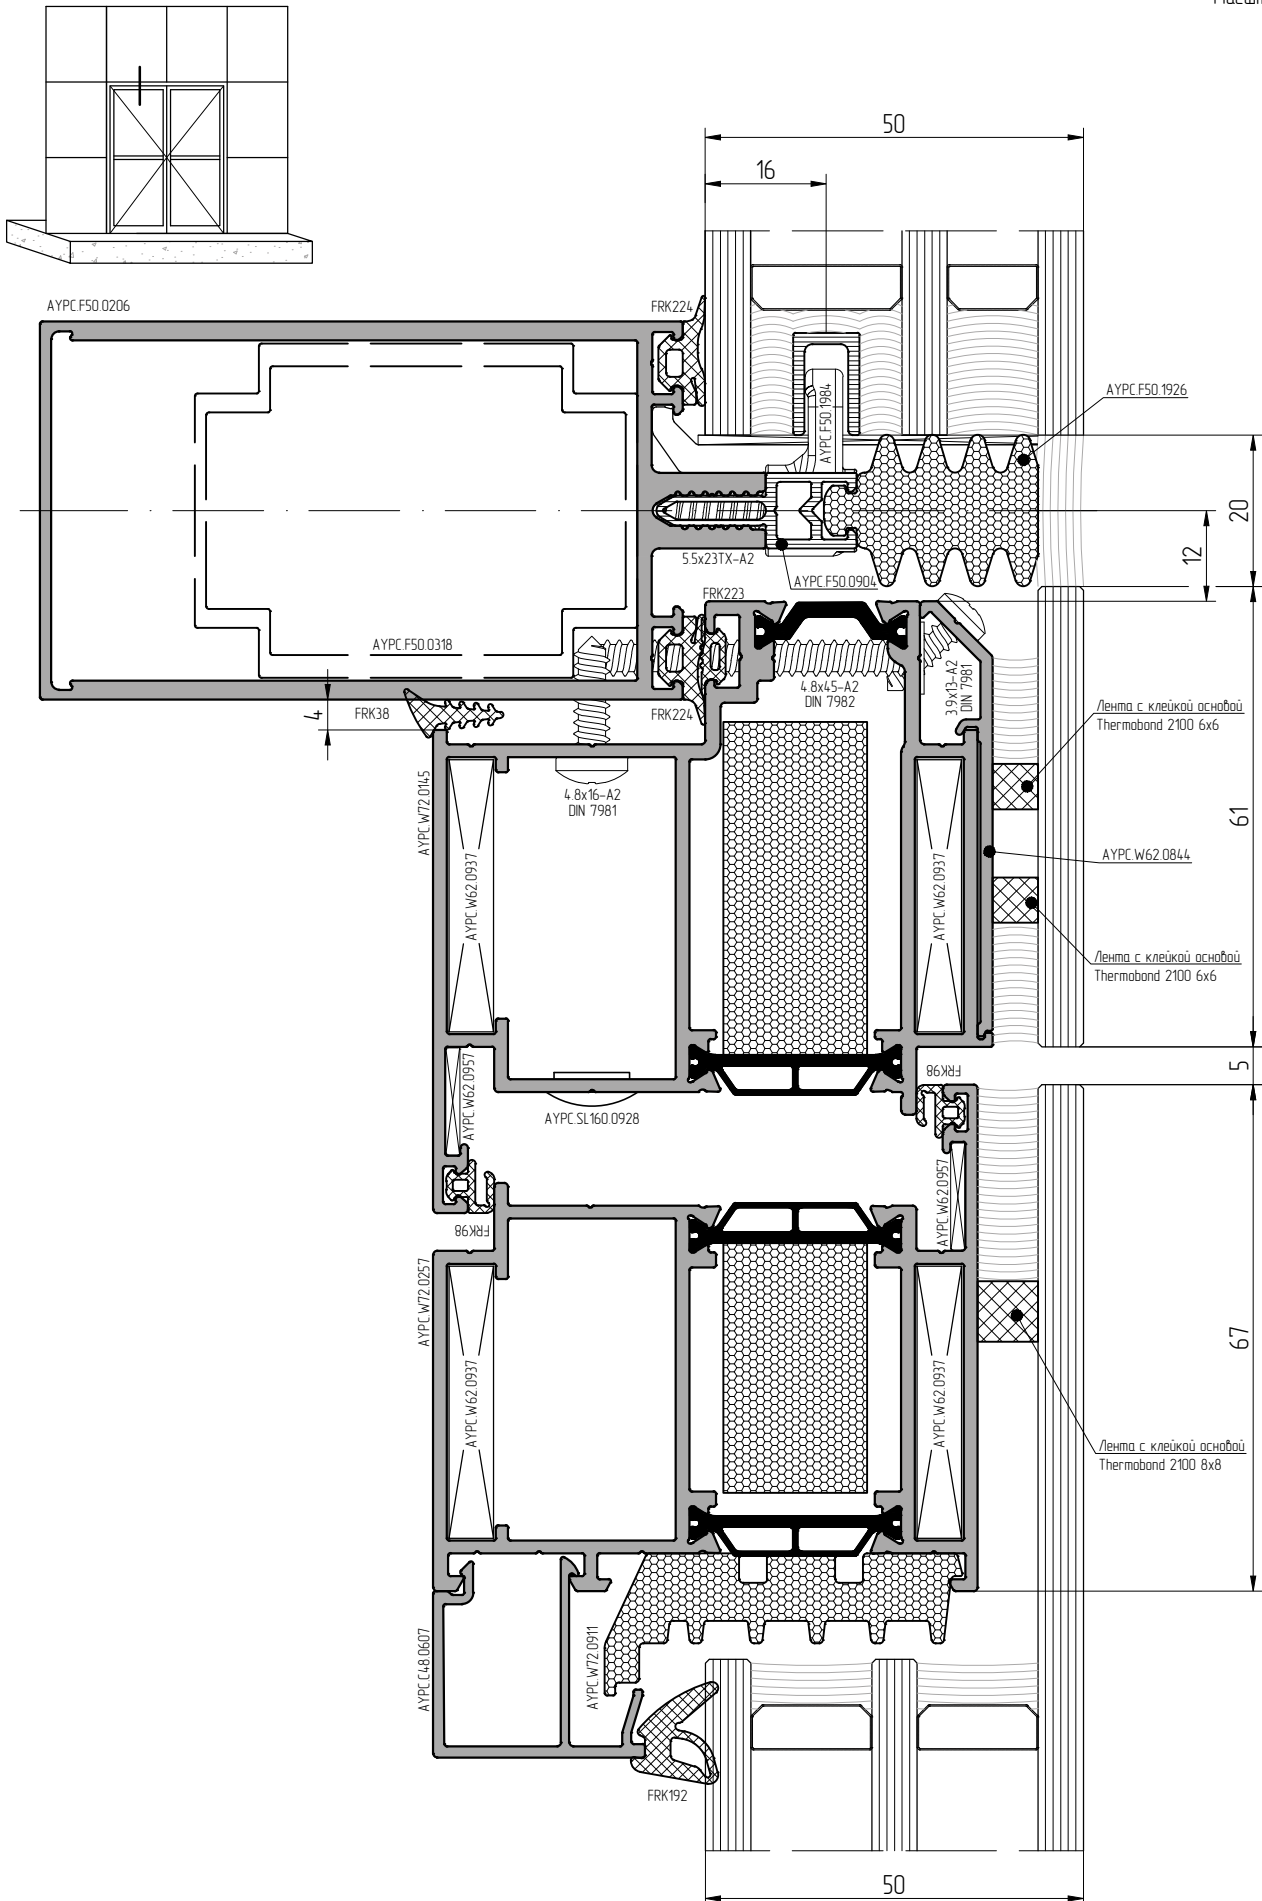 50
16
AYPC.F50.0206
FRK224
AYPC.F50.1984
AYPC.F50.1926
20
12
5.5x23TX-A2
AYPC.F50.0904
FRK223
AYPC.F50.0318
4.8x45-A2
DIN 7982
3.9x13-A2
DIN 7981
4
FRK38
FRK224
Лента с клейкой основой
Thermobond 2100 6x6
4.8x16-A2
DIN 7981
AYPC.W72.0145
61
AYPC.W62.0844
AYPC.W62.0937
AYPC.W62.0937
Лента с клейкой основой
Thermobond 2100 6x6
5
FRK98
AYPC.W62.0957
AYPC.SL160.0928
AYPC.W62.0957
FRK98
AYPC.W72.0257
67
AYPC.W62.0937
AYPC.W62.0937
Лента с клейкой основой
Thermobond 2100 8x8
AYPC.C48.0607
AYPC.W72.0911
FRK192
50